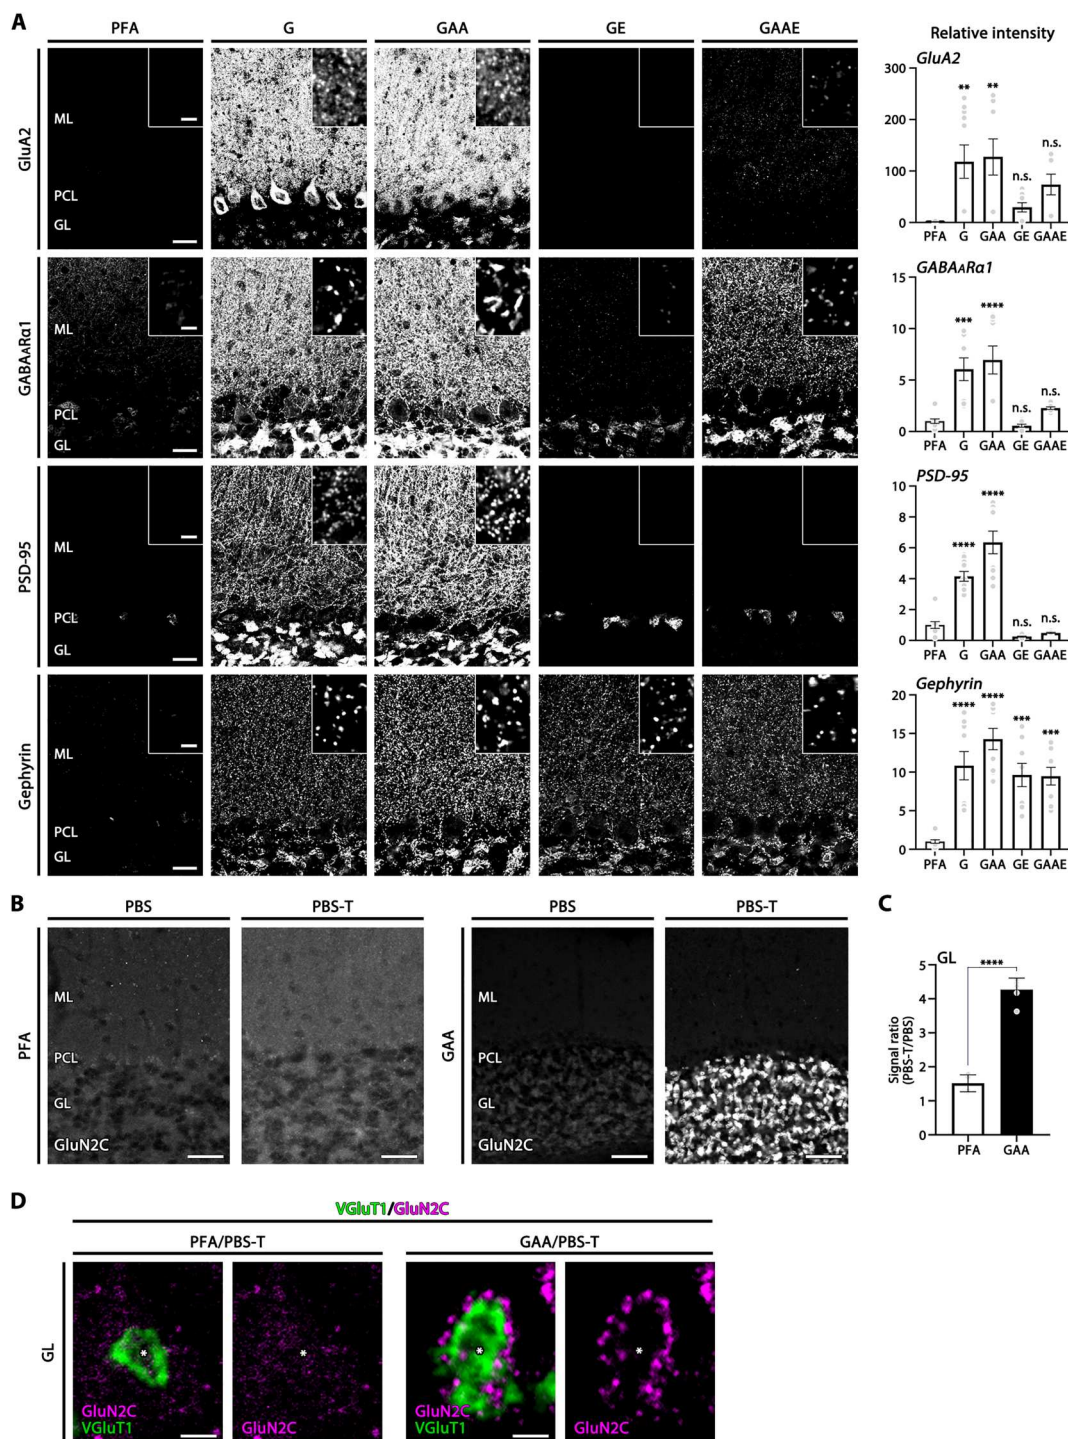 A
PFA G GAA GE GAAE
GluA2
ML
PCL
GL
GABAARα1
ML
PCL
GL
PSD-95
ML
PCL
GL
Gephyrin
ML
PCL
GL
Relative intensity
GluA2
300
200
100
0
** ** n.s. n.s.
PFA G GAA GE GAAE
GABAARα1
15
10
5
0
*** **** n.s. n.s.
PFA G GAA GE GAAE
PSD-95
10
8
6
4
2
0
**** **** n.s. n.s.
PFA G GAA GE GAAE
Gephyrin
20
15
10
5
0
**** **** *** ***
PFA G GAA GE GAAE
B
PBS PBS-T PBS PBS-T
PFA
ML
PCL
GL
GluN2C
GAA
ML
PCL
GL
GluN2C
C
GL
****
Signal ratio
(PBS-T/PBS)
5
4
3
2
1
0
PFA GAA
D
VGluT1/GluN2C
PFA/PBS-T GAA/PBS-T
GL
* * * *
GluN2C
VGluT1
GluN2C
GluN2C
VGluT1
GluN2C